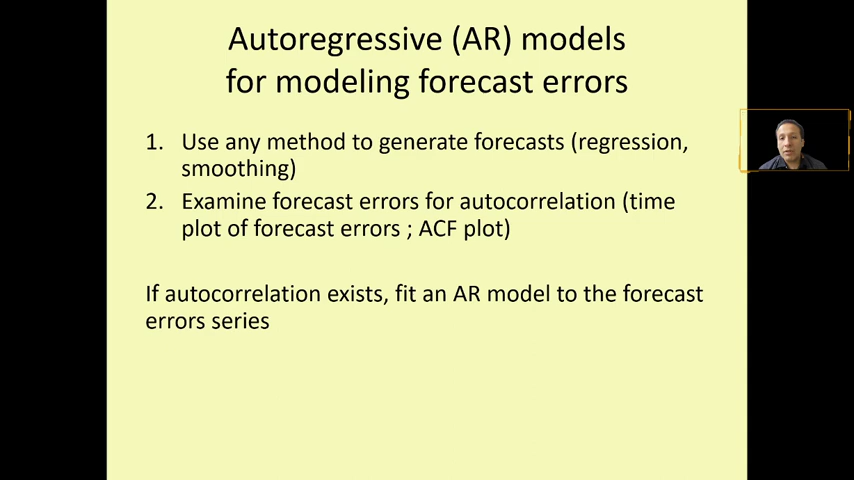 Autoregressive (AR) models
for modeling forecast errors
1. Use any method to generate forecasts (regression,
smoothing)
2. Examine forecast errors for autocorrelation (time
plot of forecast errors ; ACF plot)
If autocorrelation exists, fit an AR model to the forecast
errors series